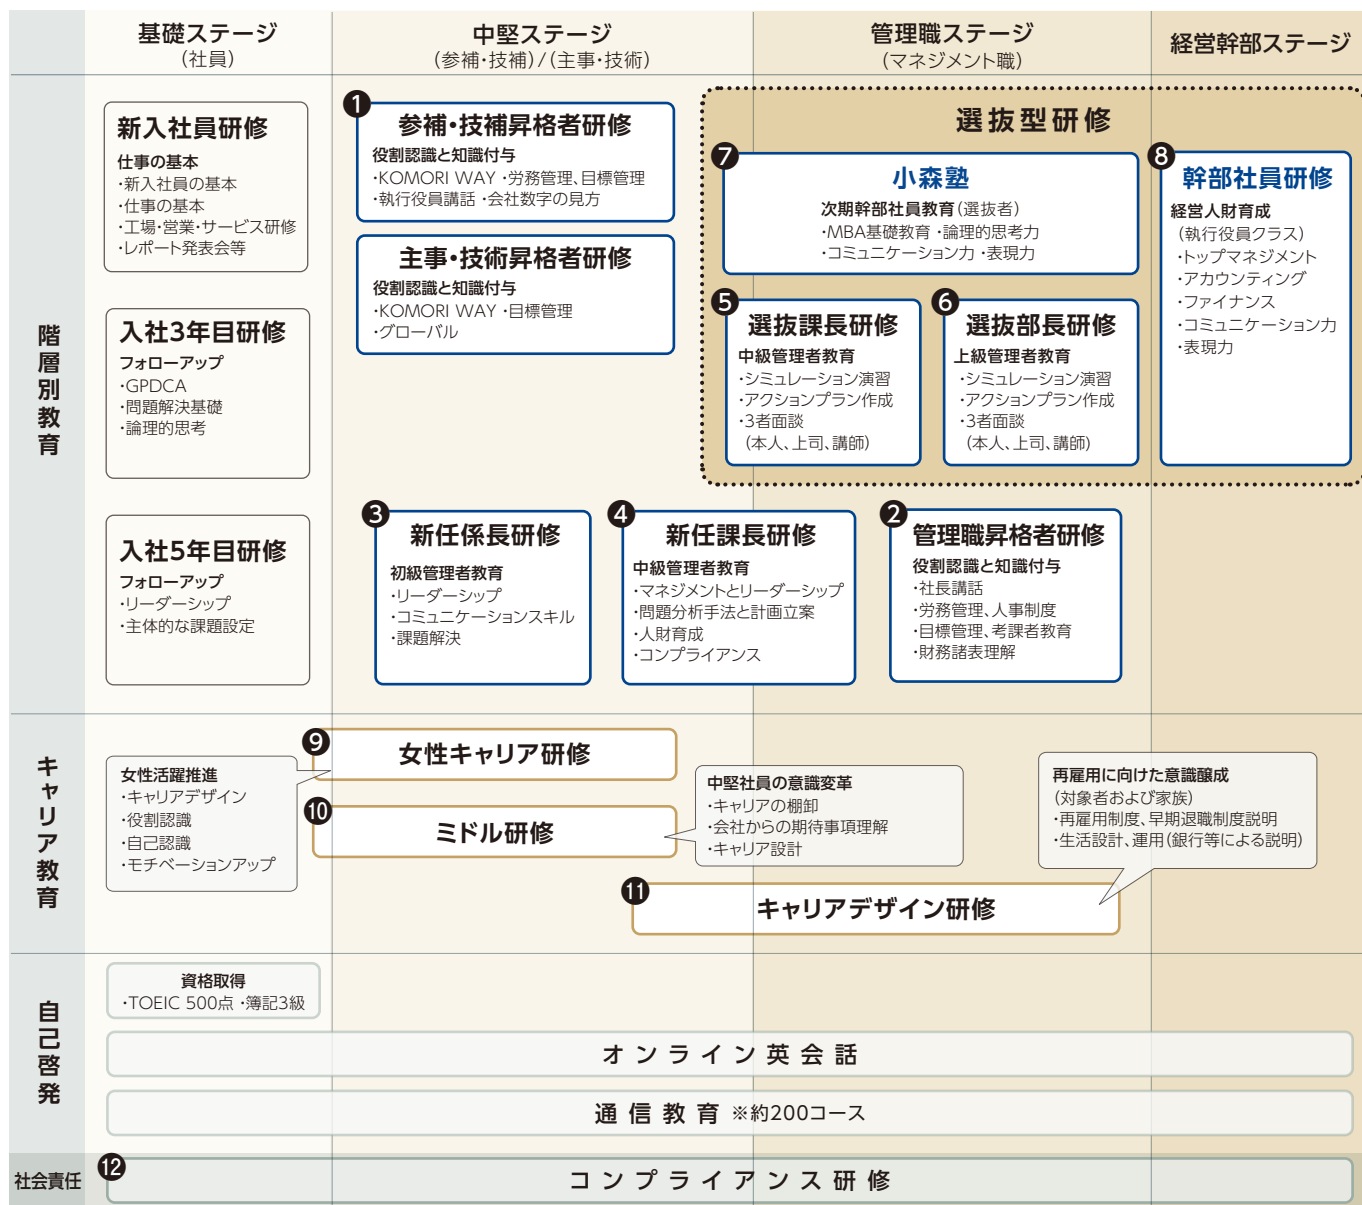 基礎ステージ
(社員)
中堅ステージ
(参補・技補)/(主事・技術)
管理職ステージ
(マネジメント職)
経営幹部ステージ
階層別教育
新入社員研修
仕事の基本
・新入社員の基本
・仕事の基本
・工場・営業・サービス研修
・レポート発表会等
入社3年目研修
フォローアップ
・GPDCA
・問題解決基礎
・論理的思考
入社5年目研修
フォローアップ
・リーダーシップ
・主体的な課題設定
❶
参補・技補昇格者研修
役割認識と知識付与
・KOMORI WAY ・労務管理、目標管理
・執行役員講話 ・会社数字の見方
主事・技術昇格者研修
役割認識と知識付与
・KOMORI WAY ・目標管理
・グローバル
❸
新任係長研修
初級管理者教育
・リーダーシップ
・コミュニケーションスキル
・課題解決
❹
新任課長研修
中級管理者教育
・マネジメントとリーダーシップ
・問題分析手法と計画立案
・人財育成
・コンプライアンス
❷
管理職昇格者研修
役割認識と知識付与
・社長講話
・労務管理、人事制度
・目標管理、考課者教育
・財務諸表理解
選抜型研修
❼
小森塾
次期幹部社員教育(選抜者)
・MBA基礎教育 ・論理的思考力
・コミュニケーション力 ・表現力
❺
選抜課長研修
中級管理者教育
・シミュレーション演習
・アクションプラン作成
・3者面談
(本人、上司、講師)
❻
選抜部長研修
上級管理者教育
・シミュレーション演習
・アクションプラン作成
・3者面談
(本人、上司、講師)
❽
幹部社員研修
経営人財育成
(執行役員クラス)
・トップマネジメント
・アカウンティング
・ファイナンス
・コミュニケーション力
・表現力
キャリア教育
女性活躍推進
・キャリアデザイン
・役割認識
・自己認識
・モチベーションアップ
❾
女性キャリア研修
❿
ミドル研修
中堅社員の意識変革
・キャリアの棚卸
・会社からの期待事項理解
・キャリア設計
⓫
キャリアデザイン研修
再雇用に向けた意識醸成
(対象者および家族)
・再雇用制度、早期退職制度説明
・生活設計、運用(銀行等による説明)
自己啓発
資格取得
・TOEIC 500点 ・簿記3級
オンライン英会話
通信教育 ※約200コース
社会責任
⓬
コンプライアンス研修